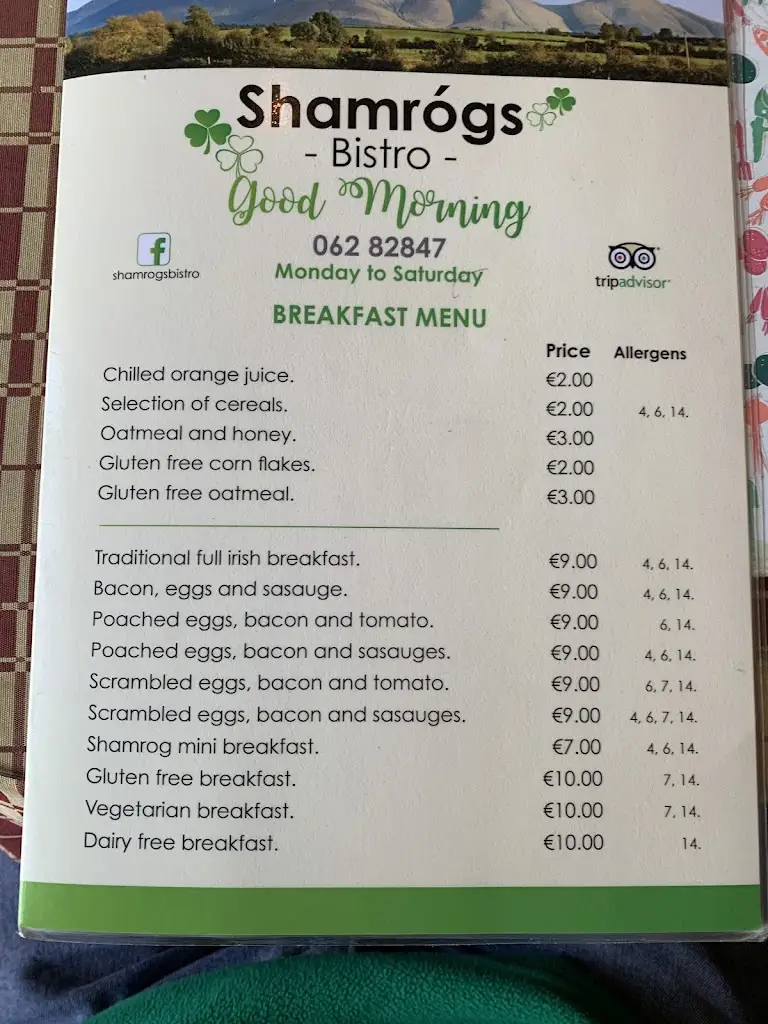 Shamrógs
- Bistro -
Good Morning
062 82847
Monday to Saturday
shamrogsbistro
tripadvisor
BREAKFAST MENU
Price Allergens
Chilled orange juice. €2.00
Selection of cereals. €2.00 4, 6, 14.
Oatmeal and honey. €3.00
Gluten free corn flakes. €2.00
Gluten free oatmeal. €3.00
Traditional full irish breakfast. €9.00 4, 6, 14.
Bacon, eggs and sasauge. €9.00 4, 6, 14.
Poached eggs, bacon and tomato. €9.00 6, 14.
Poached eggs, bacon and sasauges. €9.00 4, 6, 14.
Scrambled eggs, bacon and tomato. €9.00 6, 7, 14.
Scrambled eggs, bacon and sasauges. €9.00 4, 6, 7, 14.
Shamrog mini breakfast. €7.00 4, 6, 14.
Gluten free breakfast. €10.00 7, 14.
Vegetarian breakfast. €10.00 7, 14.
Dairy free breakfast. €10.00 14.